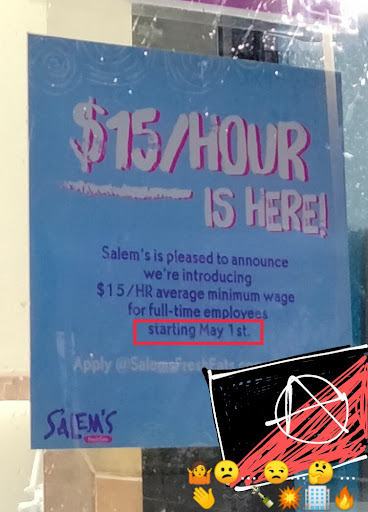 $15/HOUR
IS HERE!
Salem's is pleased to announce
we're introducing
$15/HR average minimum wage
for full-time employees
starting May 1st.
Apply @SalemsFreshEats
SALEM'S
FreshEats